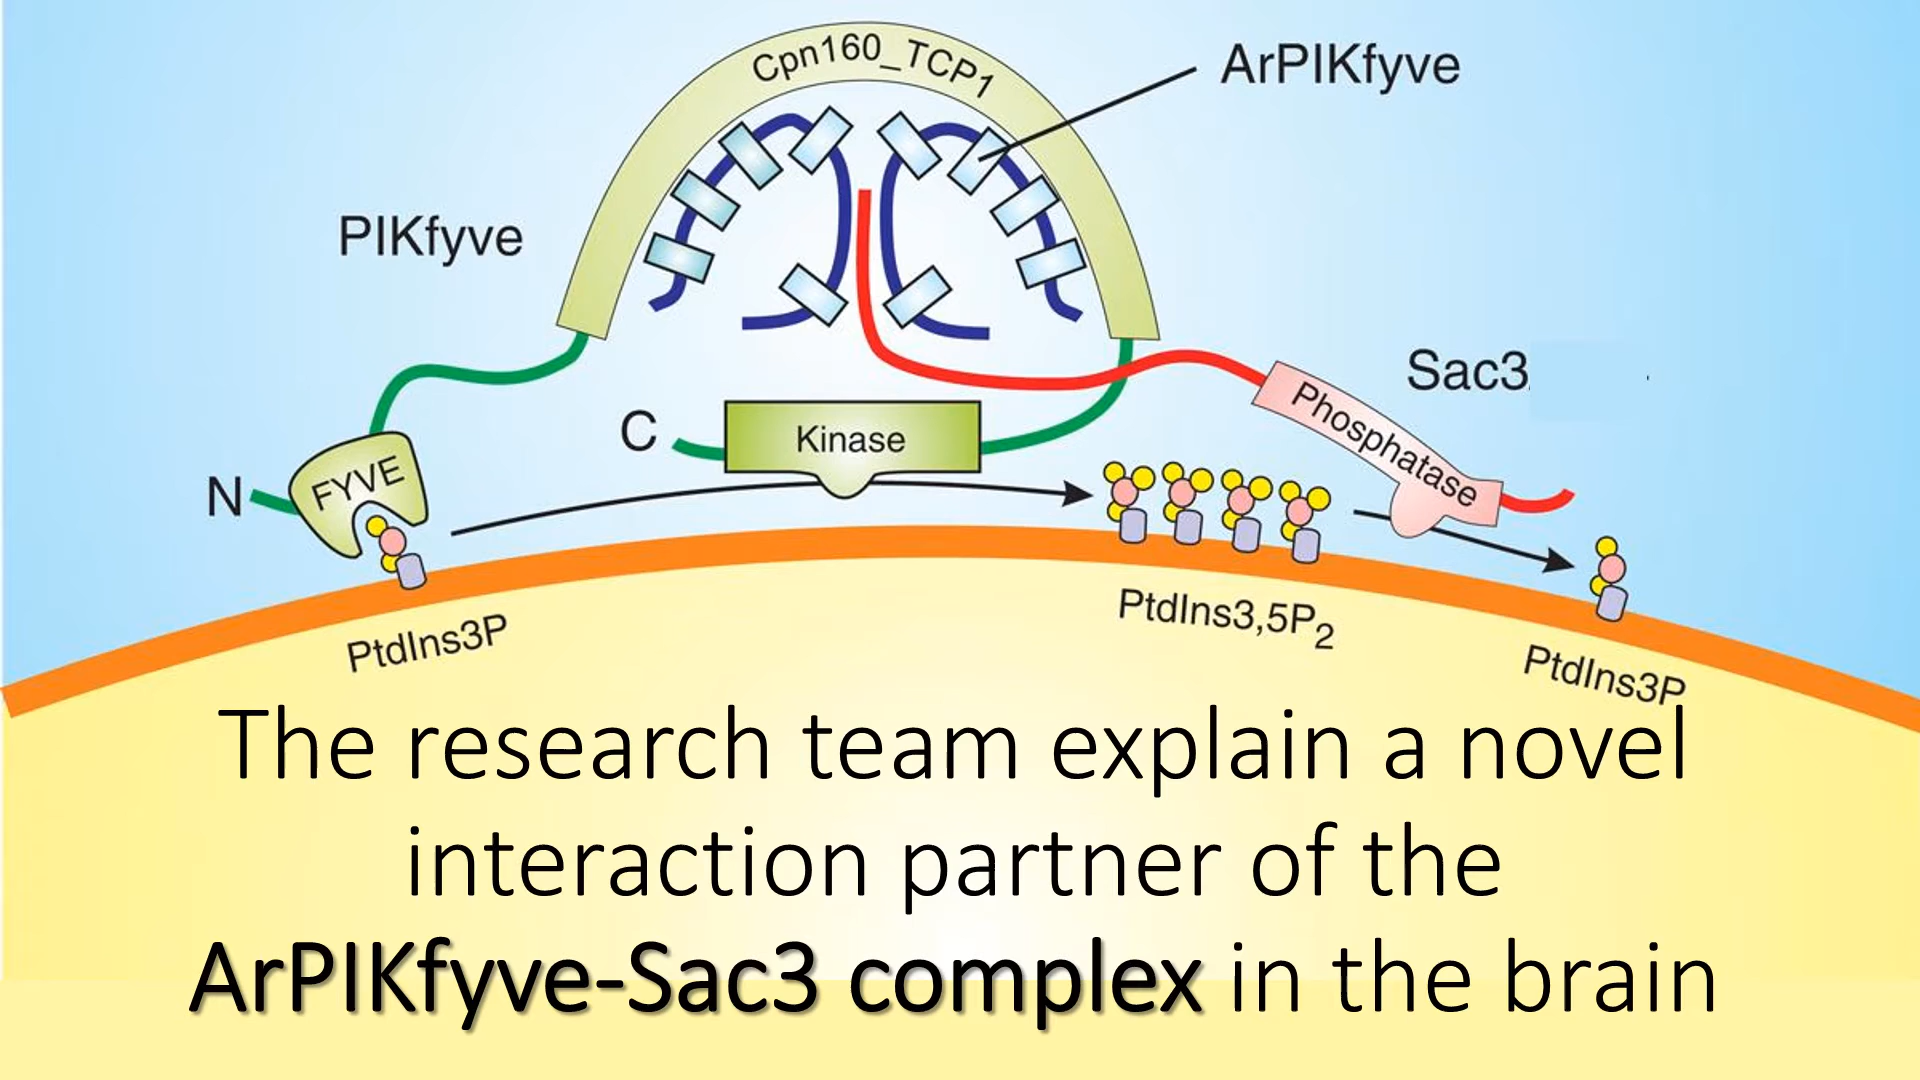 Cpn160_TCP1
ArPIKfyve
PIKfyve
Sac3
Phosphatase
C
Kinase
N
FYVE
PtdIns3P
PtdIns3,5P2
PtdIns3P
The research team explain a novel
interaction partner of the
ArPIKfyve-Sac3 complex in the brain